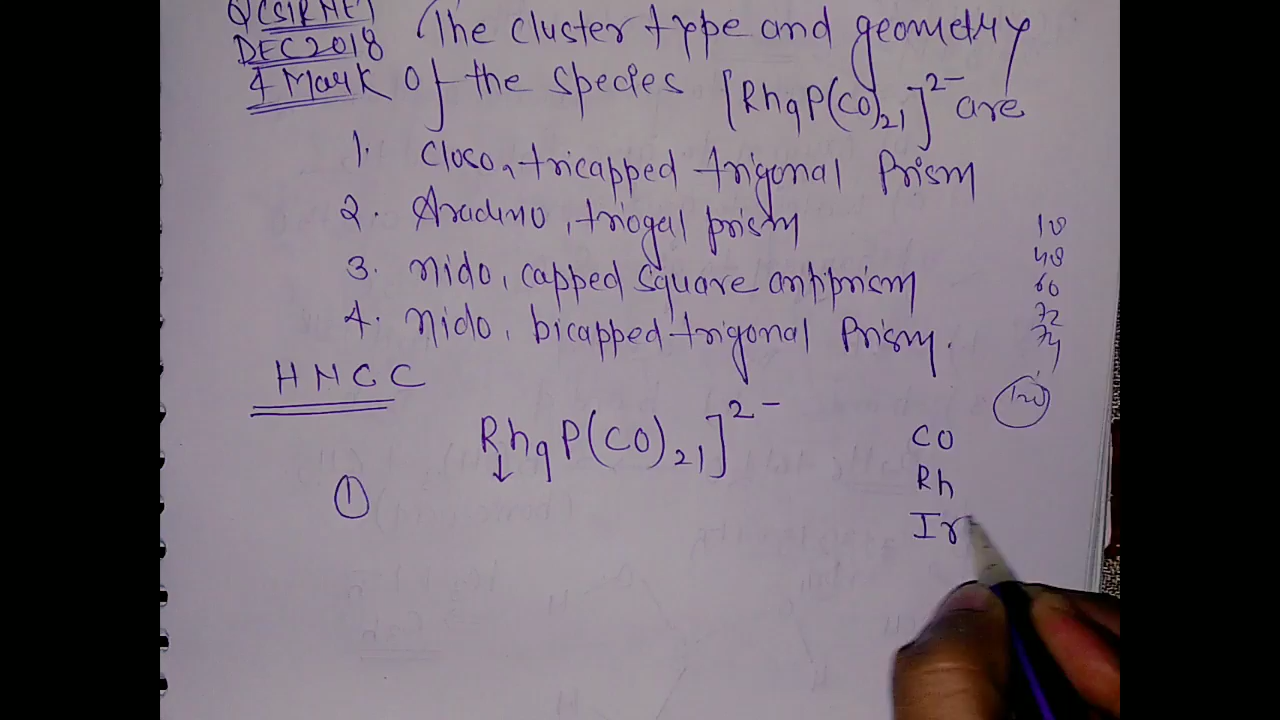 Q CSIR NET The cluster type and geometry
DEC 2018
4 Mark of the species [Rh9P(CO)21]2- are
1. Closo, tricapped trigonal Prism
2. Aradino, triogal prism
3. nido, capped square antiprism
4. nido, bicapped trigonal Prism.
18
48
60
72
74
120
HMCC
Rh9P(CO)21]2-
↓
1
CO
Rh
Ir